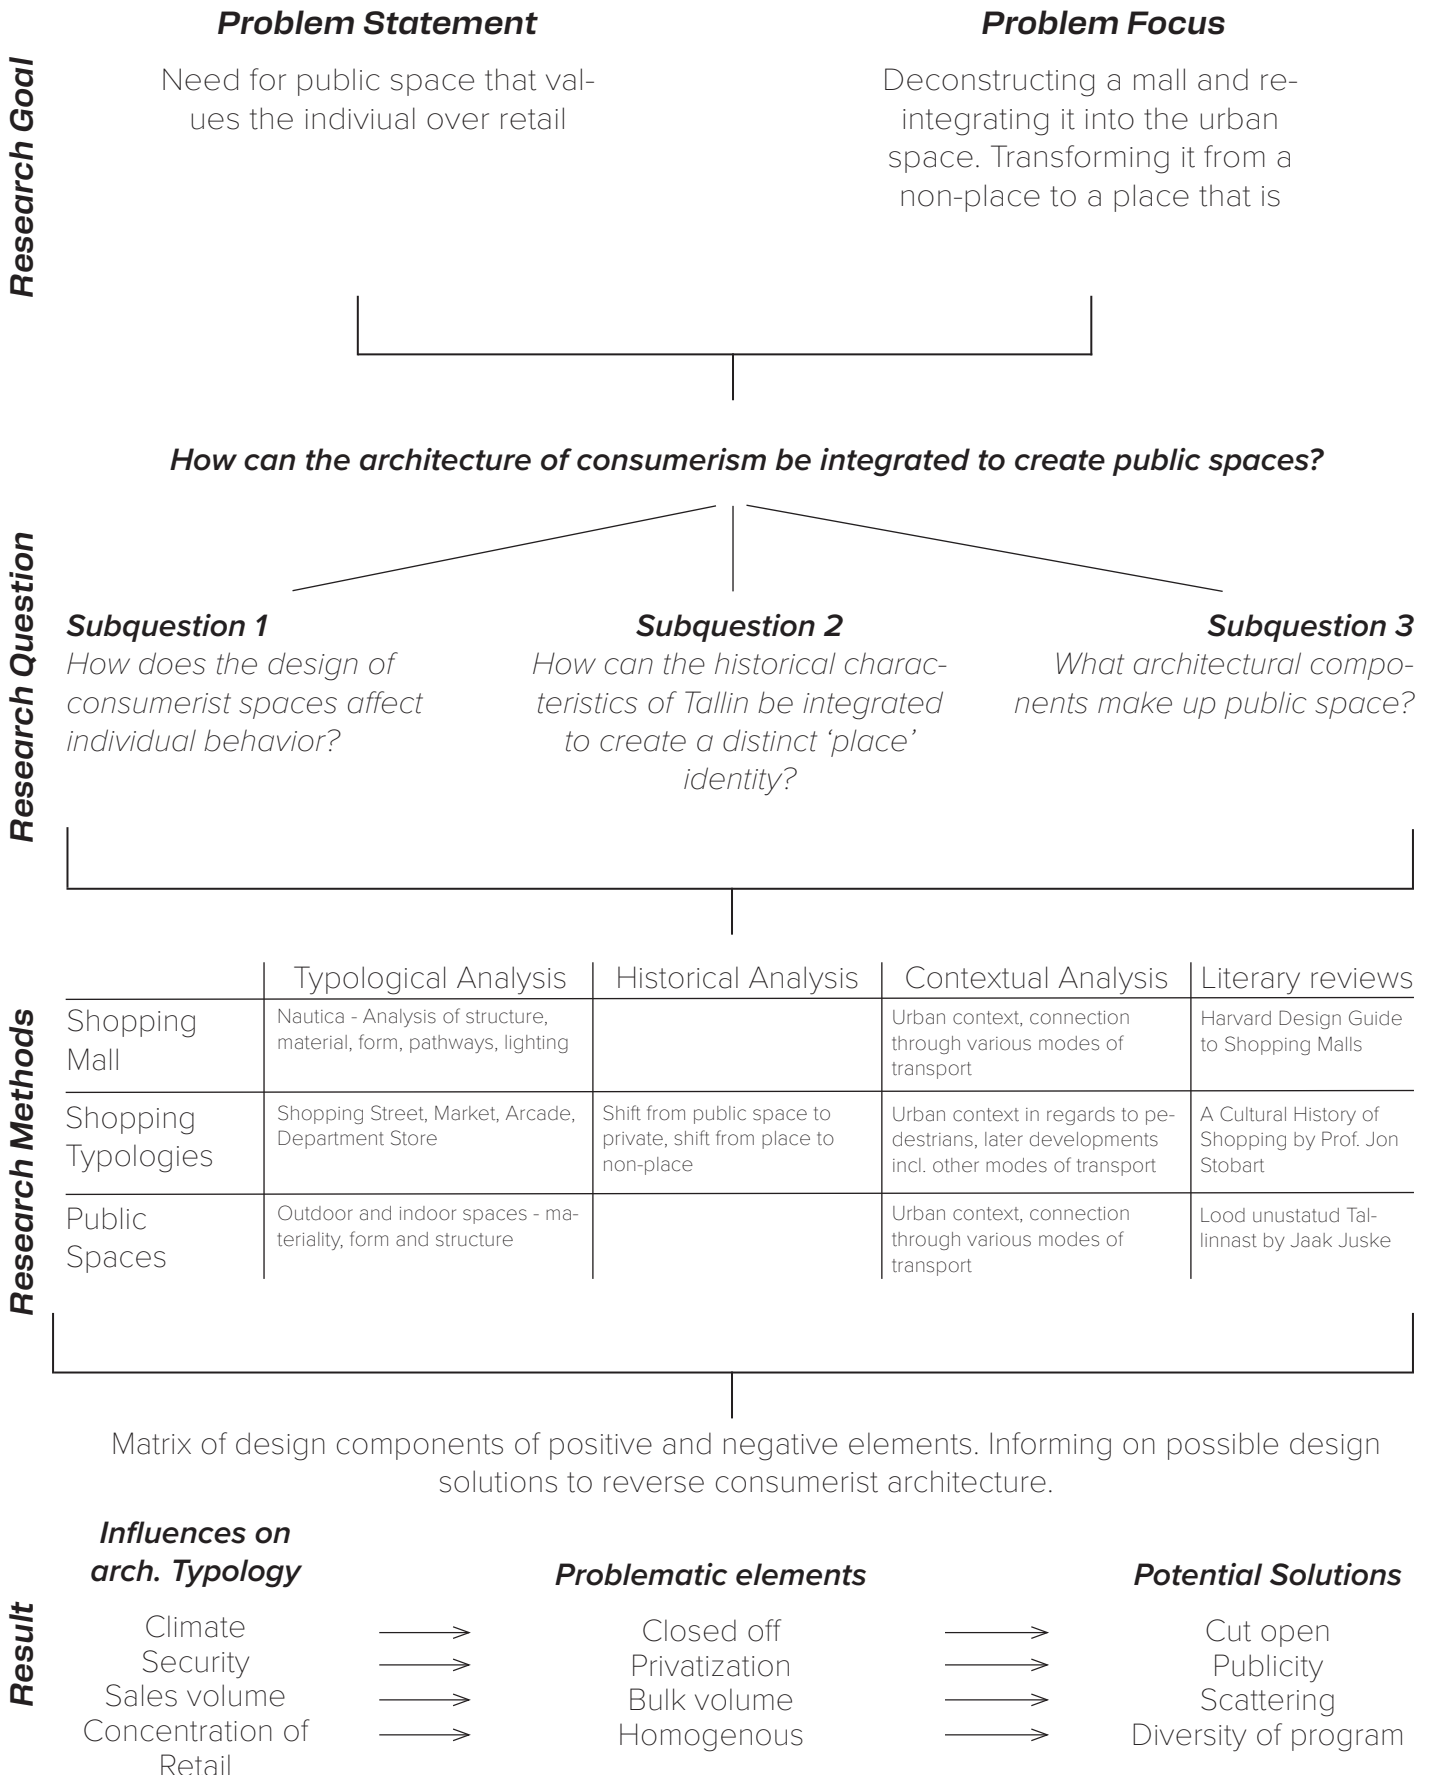 Research Goal
Problem Statement
Need for public space that val-
ues the indiviual over retail
Problem Focus
Deconstructing a mall and re-
integrating it into the urban
space. Transforming it from a
non-place to a place that is
Research Question
How can the architecture of consumerism be integrated to create public spaces?
Subquestion 1
How does the design of
consumerist spaces affect
individual behavior?
Subquestion 2
How can the historical charac-
teristics of Tallin be integrated
to create a distinct ‘place’
identity?
Subquestion 3
What architectural compo-
nents make up public space?
Research Methods
Typological Analysis
Historical Analysis
Contextual Analysis
Literary reviews
Shopping
Mall
Nautica - Analysis of structure,
material, form, pathways, lighting
Urban context, connection
through various modes of
transport
Harvard Design Guide
to Shopping Malls
Shopping
Typologies
Shopping Street, Market, Arcade,
Department Store
Shift from public space to
private, shift from place to
non-place
Urban context in regards to pe-
destrians, later developments
incl. other modes of transport
A Cultural History of
Shopping by Prof. Jon
Stobart
Public
Spaces
Outdoor and indoor spaces - ma-
teriality, form and structure
Urban context, connection
through various modes of
transport
Lood unustatud Tal-
linnast by Jaak Juske
Result
Matrix of design components of positive and negative elements. Informing on possible design
solutions to reverse consumerist architecture.
Influences on
arch. Typology
Problematic elements
Potential Solutions
Climate
Closed off
Cut open
Security
Privatization
Publicity
Sales volume
Bulk volume
Scattering
Concentration of
Retail
Homogenous
Diversity of program